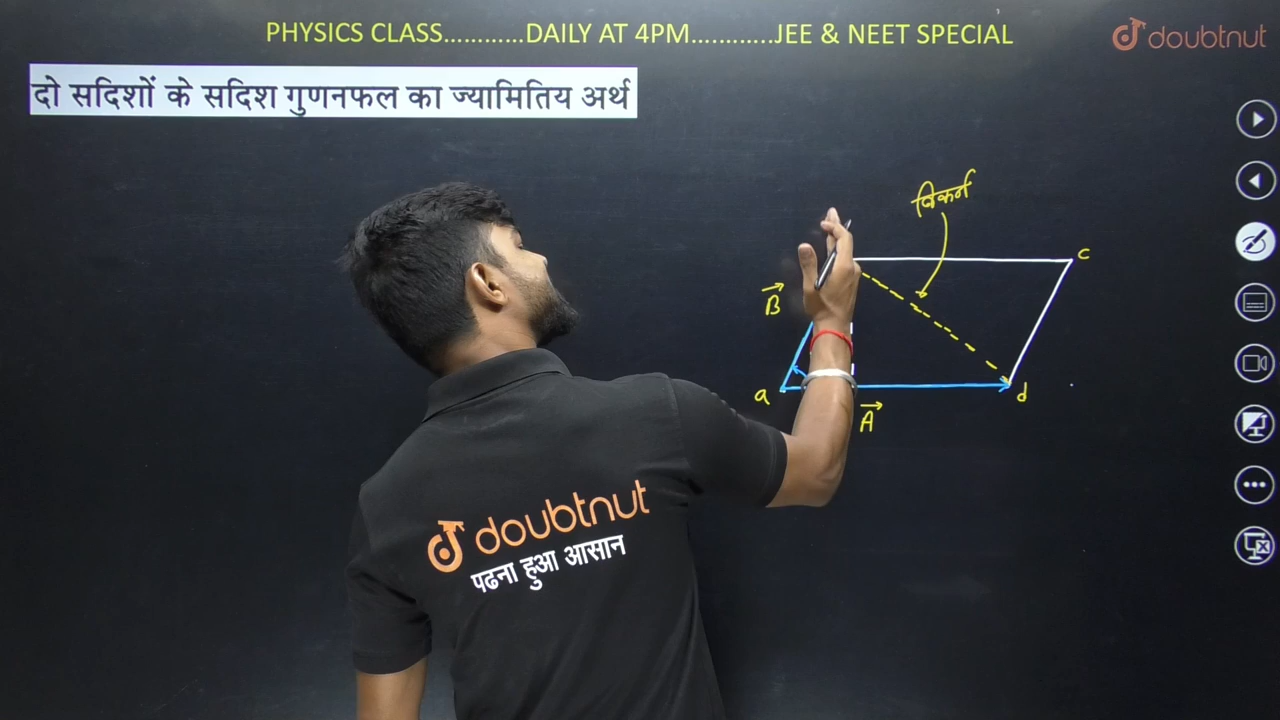 PHYSICS CLASS............DAILY AT 4PM............JEE & NEET SPECIAL
doubtnut
दो सदिशों के सदिश गुणनफल का ज्यामितिय अर्थ
विकर्ण
c
B
a
d
A
doubtnut
पढना हुआ आसान